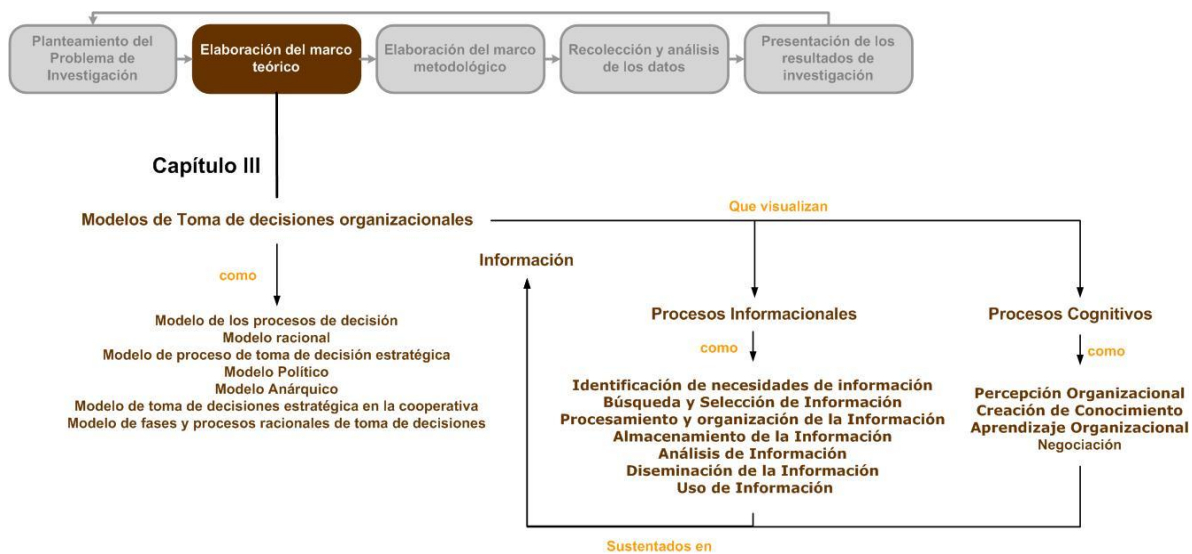 Planteamiento del
Problema de
Investigación
Elaboración del marco
teórico
Elaboración del marco
metodológico
Recolección y análisis
de los datos
Presentación de los
resultados de
investigación
Capítulo III
Modelos de Toma de decisiones organizacionales
Que visualizan
como
Información
Modelo de los procesos de decisión
Modelo racional
Modelo de proceso de toma de decisión estratégica
Modelo Político
Modelo Anárquico
Modelo de toma de decisiones estratégica en la cooperativa
Modelo de fases y procesos racionales de toma de decisiones
Procesos Informacionales
como
Identificación de necesidades de información
Búsqueda y Selección de Información
Procesamiento y organización de la Información
Almacenamiento de la Información
Análisis de Información
Diseminación de la Información
Uso de Información
Procesos Cognitivos
como
Percepción Organizacional
Creación de Conocimiento
Aprendizaje Organizacional
Negociación
Sustentados en